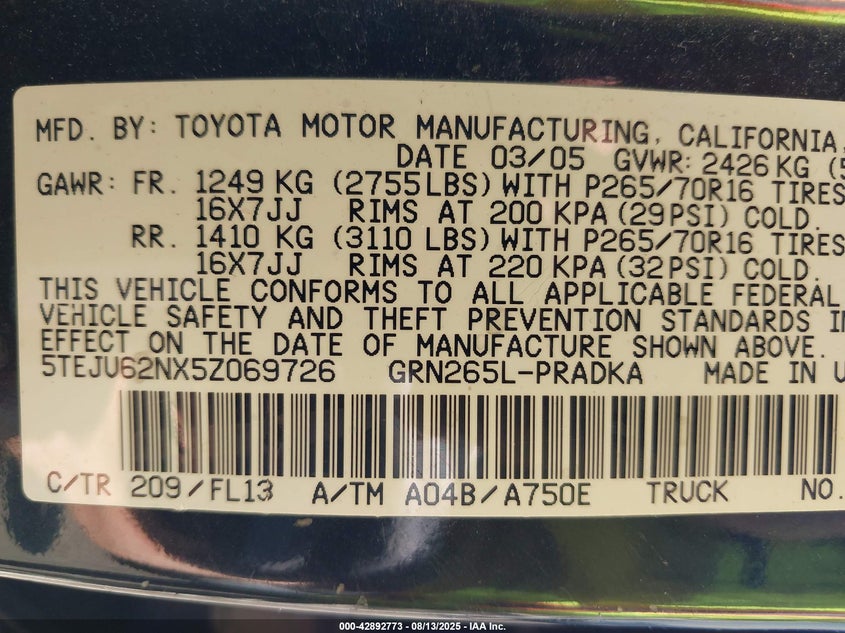 MFD. BY: TOYOTA MOTOR MANUFACTURING, CALIFORNIA,
DATE 03/05 GVWR: 2426 KG (5
GAWR: FR. 1249 KG (2755 LBS) WITH P265/70R16 TIRES
16X7JJ RIMS AT 200 KPA (29 PSI) COLD.
RR. 1410 KG (3110 LBS) WITH P265/70R16 TIRES
16X7JJ RIMS AT 220 KPA (32 PSI) COLD.
THIS VEHICLE CONFORMS TO ALL APPLICABLE FEDERAL
VEHICLE SAFETY AND THEFT PREVENTION STANDARDS IN
EFFECT ON THE DATE OF MANUFACTURE SHOWN ABOVE.
5TEJU62NX5Z069726 GRN265L-PRADKA MADE IN U
C/TR 209/FL13 A/TM A04B/A750E TRUCK NO.
000-42892773 - 08/13/2025 - IAA Inc.